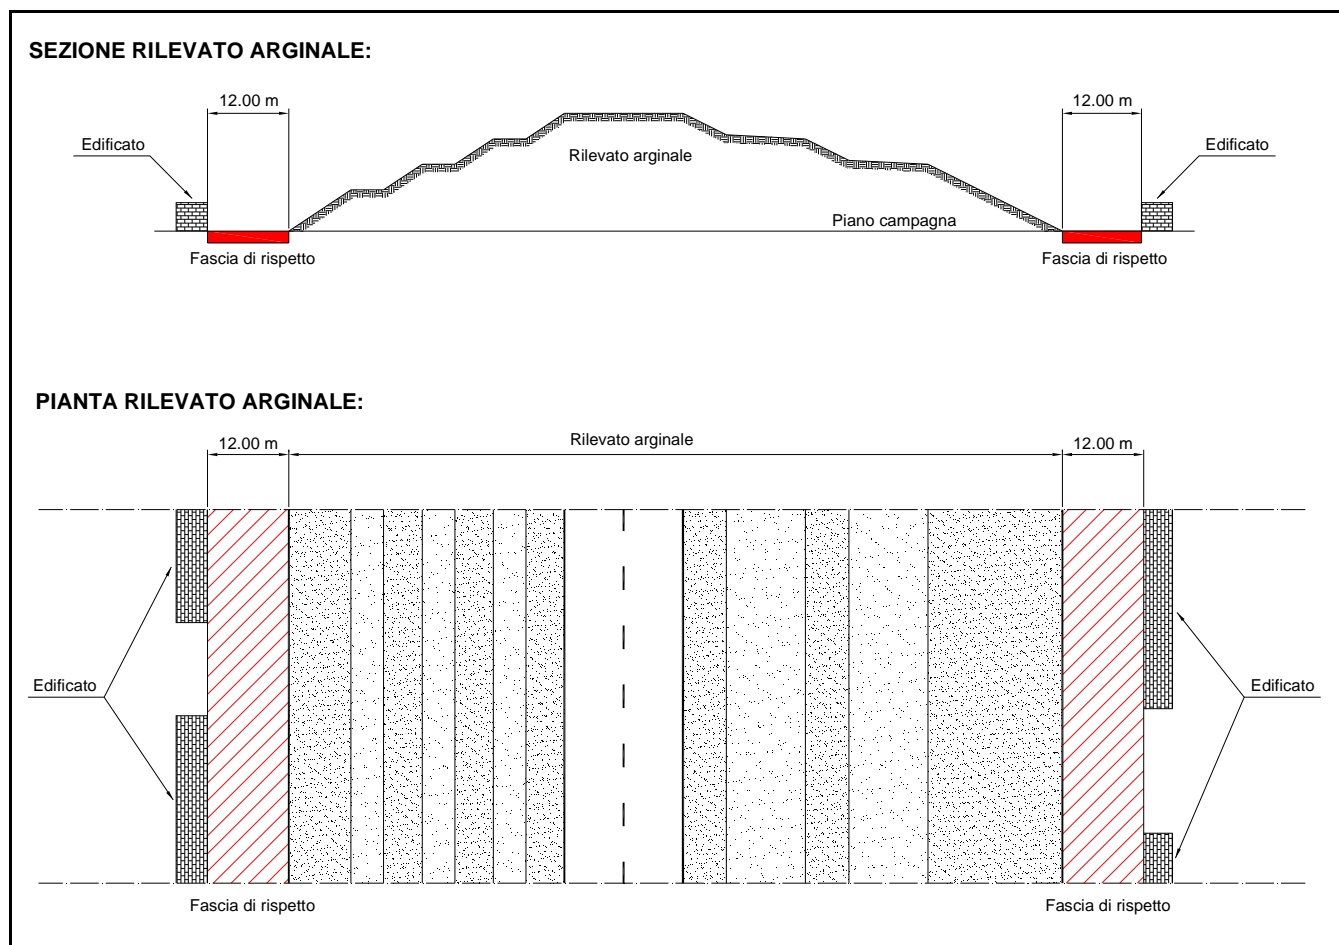 SEZIONE RILEVATO ARGINALE:
12.00 m
12.00 m
Edificato
Edificato
Rilevato arginale
Piano campagna
Fascia di rispetto
Fascia di rispetto
PIANTA RILEVATO ARGINALE:
12.00 m
Rilevato arginale
12.00 m
Edificato
Edificato
Fascia di rispetto
Fascia di rispetto